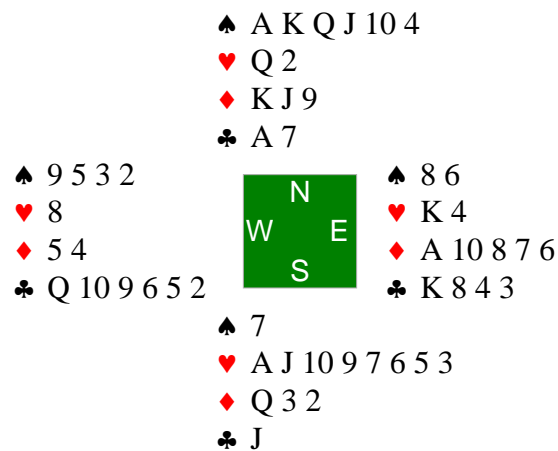 ♠ A K Q J 10 4
♥ Q 2
♦ K J 9
♣ A 7
♠ 9 5 3 2
♥ 8
♦ 5 4
♣ Q 10 9 6 5 2
N
W E
S
♠ 8 6
♥ K 4
♦ A 10 8 7 6
♣ K 8 4 3
♠ 7
♥ A J 10 9 7 6 5 3
♦ Q 3 2
♣ J